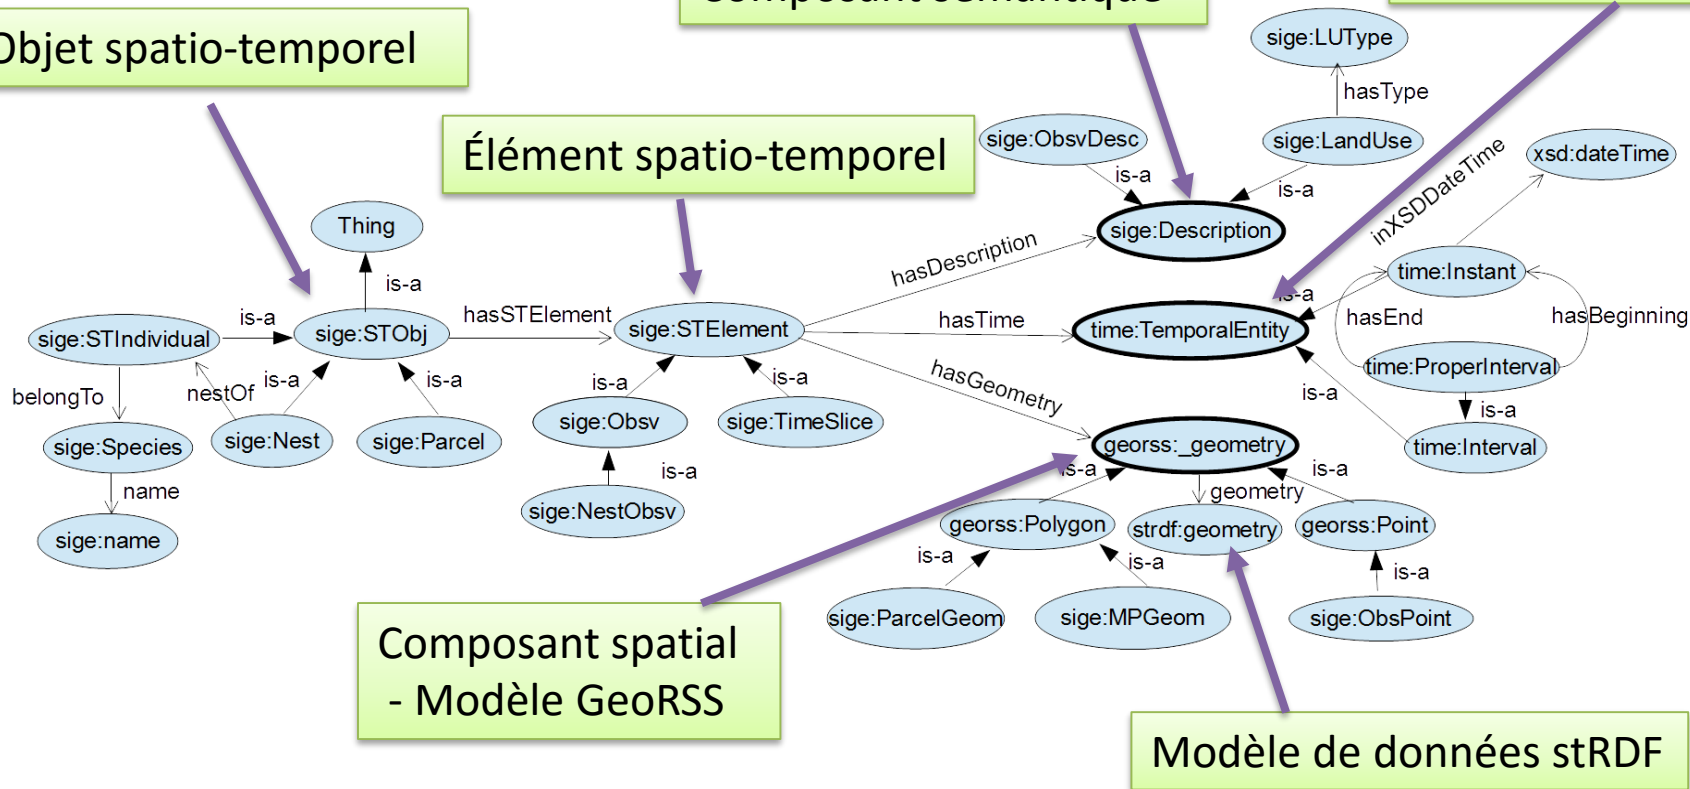 Composant sémantique
Objet spatio-temporel
sige:LUType
hasType
Élément spatio-temporel
sige:ObsvDesc
sige:LandUse
xsd:dateTime
is-a
is-a
inXSDDateTime
Thing
sige:Description
is-a
hasDescription
time:Instant
is-a
sige:STIndividual
is-a
sige:STObj
hasSTElement
sige:STElement
hasTime
time:TemporalEntity
hasEnd
hasBeginning
belongTo
nestOf
is-a
is-a
is-a
is-a
hasGeometry
is-a
time:ProperInterval
is-a
sige:Species
sige:Nest
sige:Parcel
sige:Obsv
sige:TimeSlice
georss:_geometry
time:Interval
name
is-a
is-a
geometry
is-a
sige:name
sige:NestObsv
georss:Polygon
strdf:geometry
georss:Point
is-a
is-a
is-a
sige:ParcelGeom
sige:MPGeom
sige:ObsPoint
Composant spatial
- Modèle GeoRSS
Modèle de données stRDF